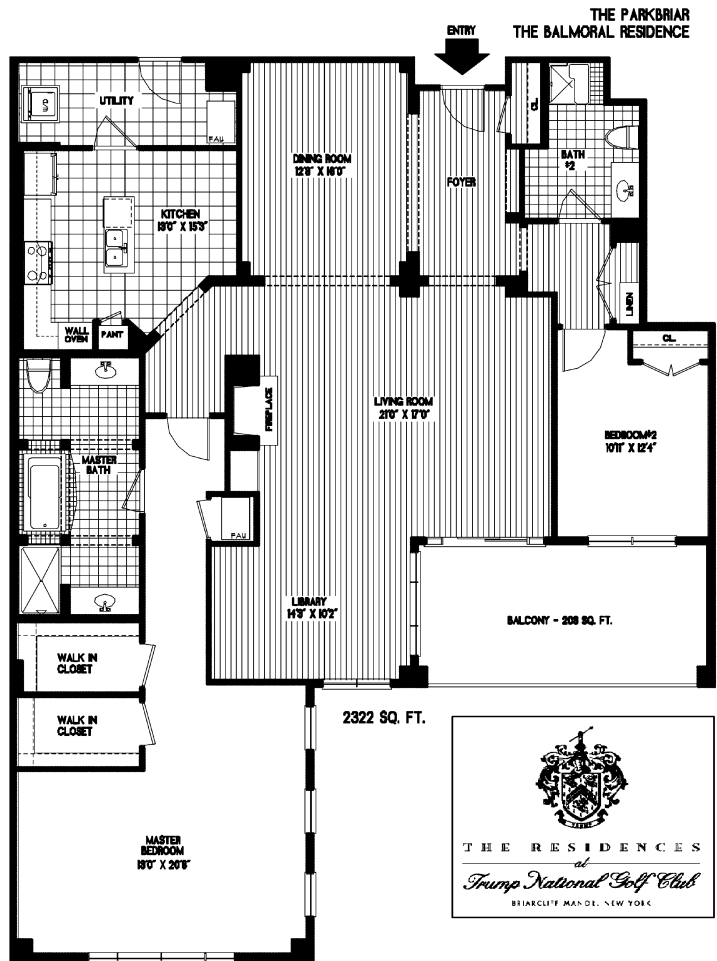 THE PARKBRIAR
THE BALMORAL RESIDENCE
ENTRY
UTILITY
FAU
CL.
DINING ROOM
12'8" X 16'0"
BATH
#2
FOYER
KITCHEN
13'0" X 15'3"
LINEN
WALL
OVEN
PANT
CL.
FIREPLACE
LIVING ROOM
21'0" X 17'0"
BEDROOM#2
10'11" X 12'4"
MASTER
BATH
FAU
LIBRARY
14'3" X 10'2"
BALCONY - 208 SQ. FT.
WALK IN
CLOSET
WALK IN
CLOSET
2322 SQ. FT.
MASTER
BEDROOM
18'0" X 20'8"
THE RESIDENCES
at
Trump National Golf Club
BRIARCLIFF MANOR, NEW YORK